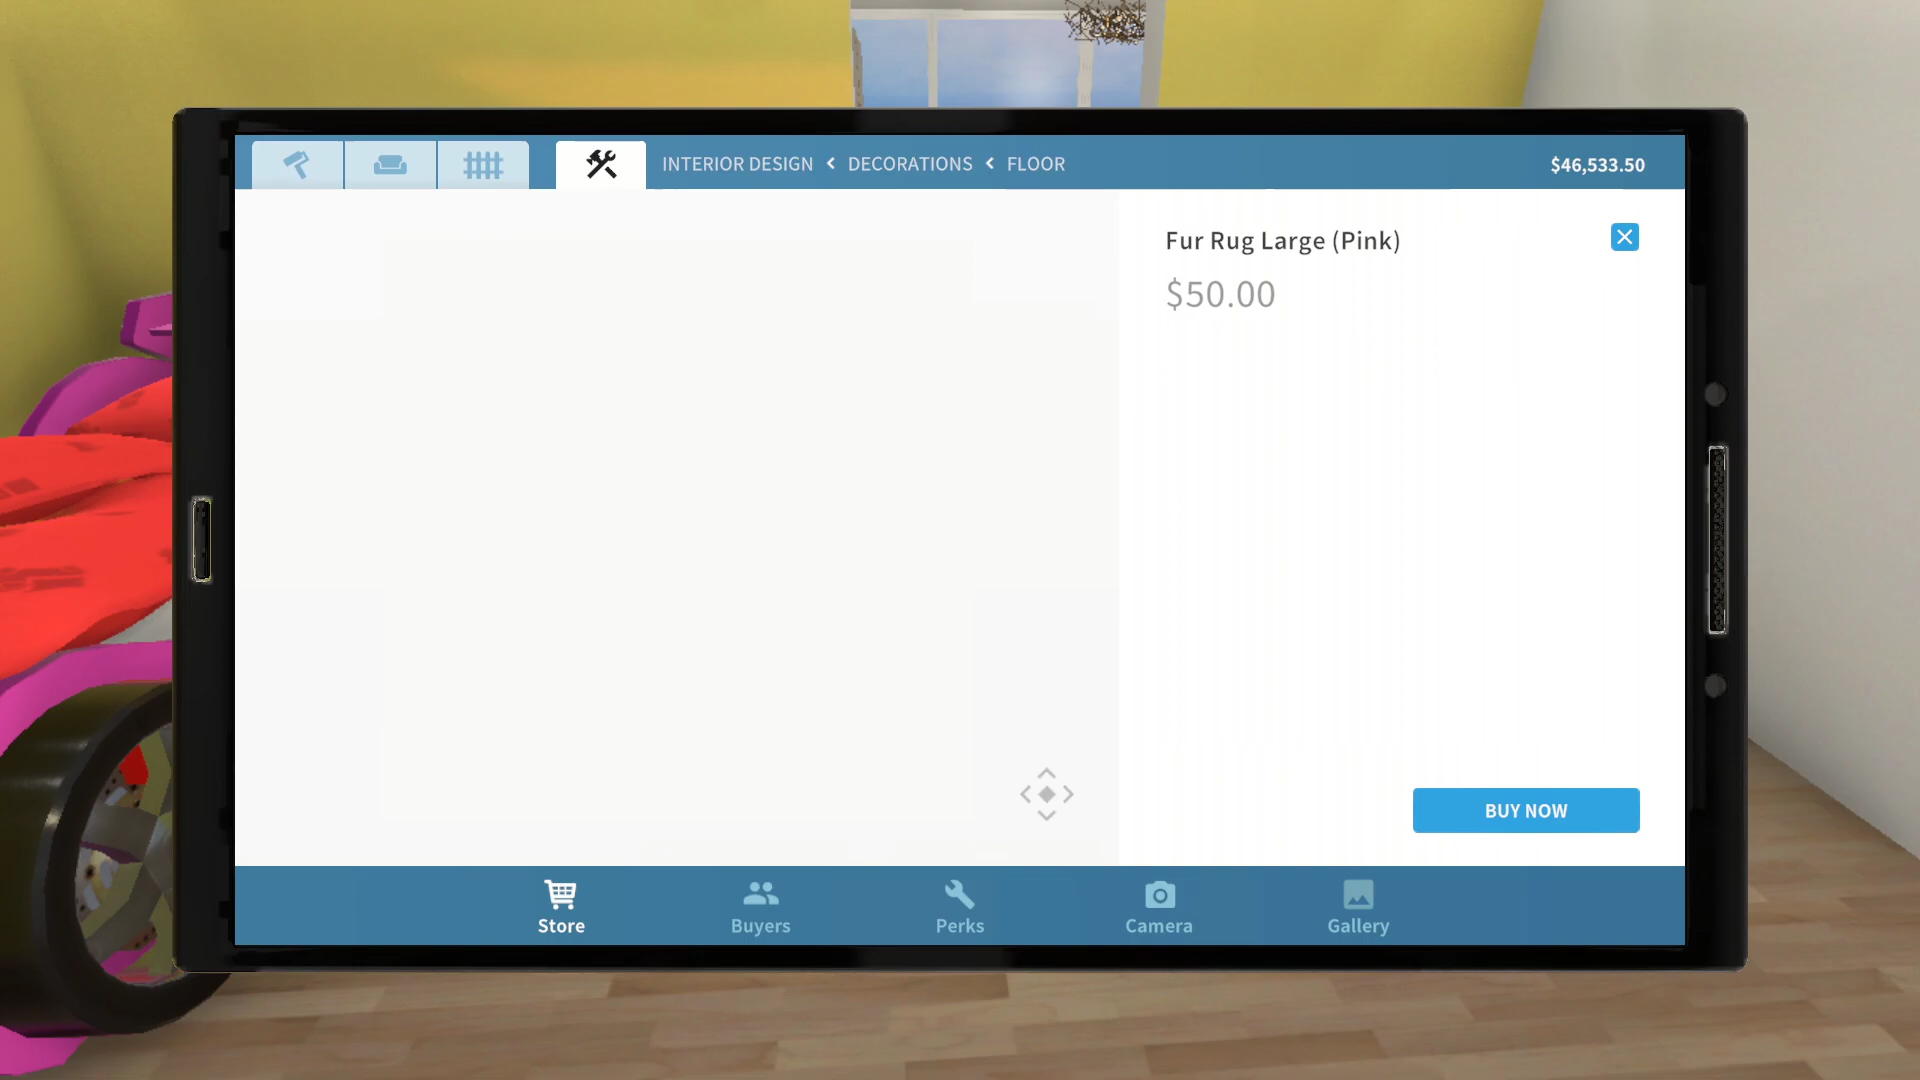 INTERIOR DESIGN < DECORATIONS < FLOOR
$46,533.50
Fur Rug Large (Pink)
$50.00
BUY NOW
Store
Buyers
Perks
Camera
Gallery